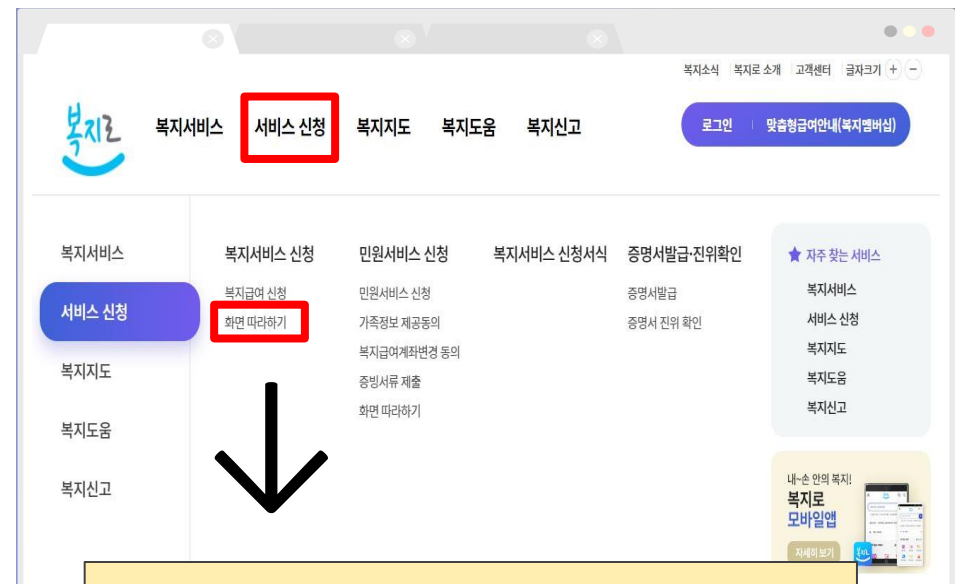 복지소식 복지로 소개 고객센터 글자크기 + -
복지로 복지서비스 서비스 신청 복지지도 복지도움 복지신고 로그인 맞춤형급여안내(복지멤버십)
복지서비스
서비스 신청
복지지도
복지도움
복지신고
복지서비스 신청
복지급여 신청
화면 따라하기
민원서비스 신청
민원서비스 신청
가족정보 제공동의
복지급여계좌변경 동의
증빙서류 제출
화면 따라하기
복지서비스 신청서식
증명서발급·진위확인
증명서발급
증명서 진위 확인
자주 찾는 서비스
복지서비스
서비스 신청
복지지도
복지도움
복지신고
내~손 안의 복지!
복지로
모바일앱
자세히 보기